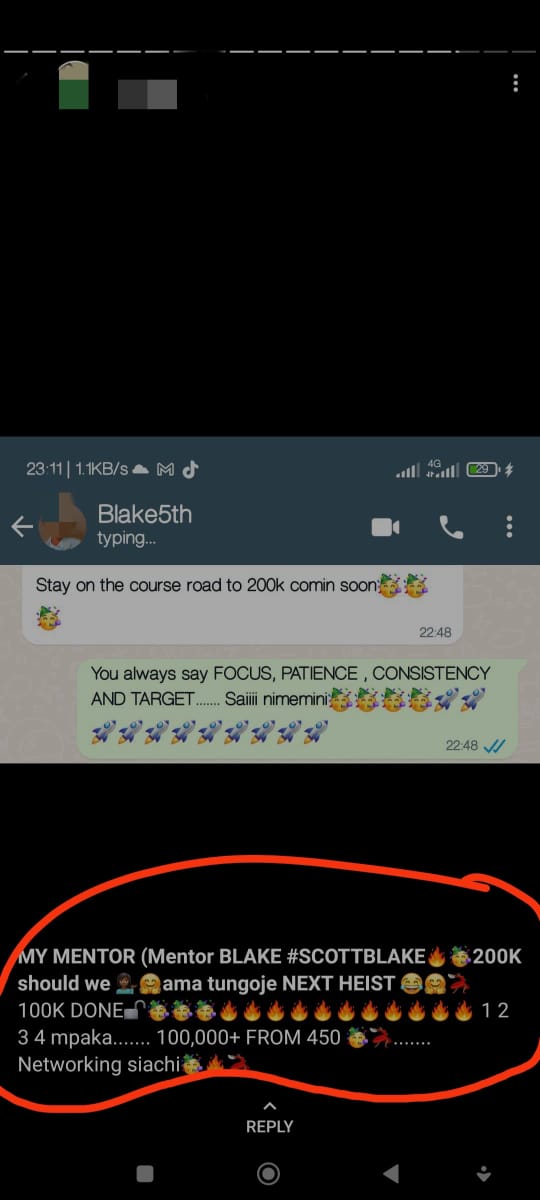 23:11 | 1.1KB/s
4G
29
Blake5th
typing...
Stay on the course road to 200k comin soon🥳🥳
🥳
22:48
You always say FOCUS, PATIENCE , CONSISTENCY
AND TARGET....... Saiiii nimemini🥳🥳🥳🥳🚀🚀
🚀🚀🚀🚀🚀🚀🚀🚀🚀
22:48
MY MENTOR (Mentor BLAKE #SCOTTBLAKE🔥🥳200K
should we 💁🏿‍♂️🤗ama tungoje NEXT HEIST 😂🤗💃
100K DONE🔓🥳🥳🥳🔥🔥🔥🔥🔥🔥🔥🔥🔥🔥🔥 1 2
3 4 mpaka....... 100,000+ FROM 450 🥳💃.......
Networking siachi🥳🔥💃
REPLY